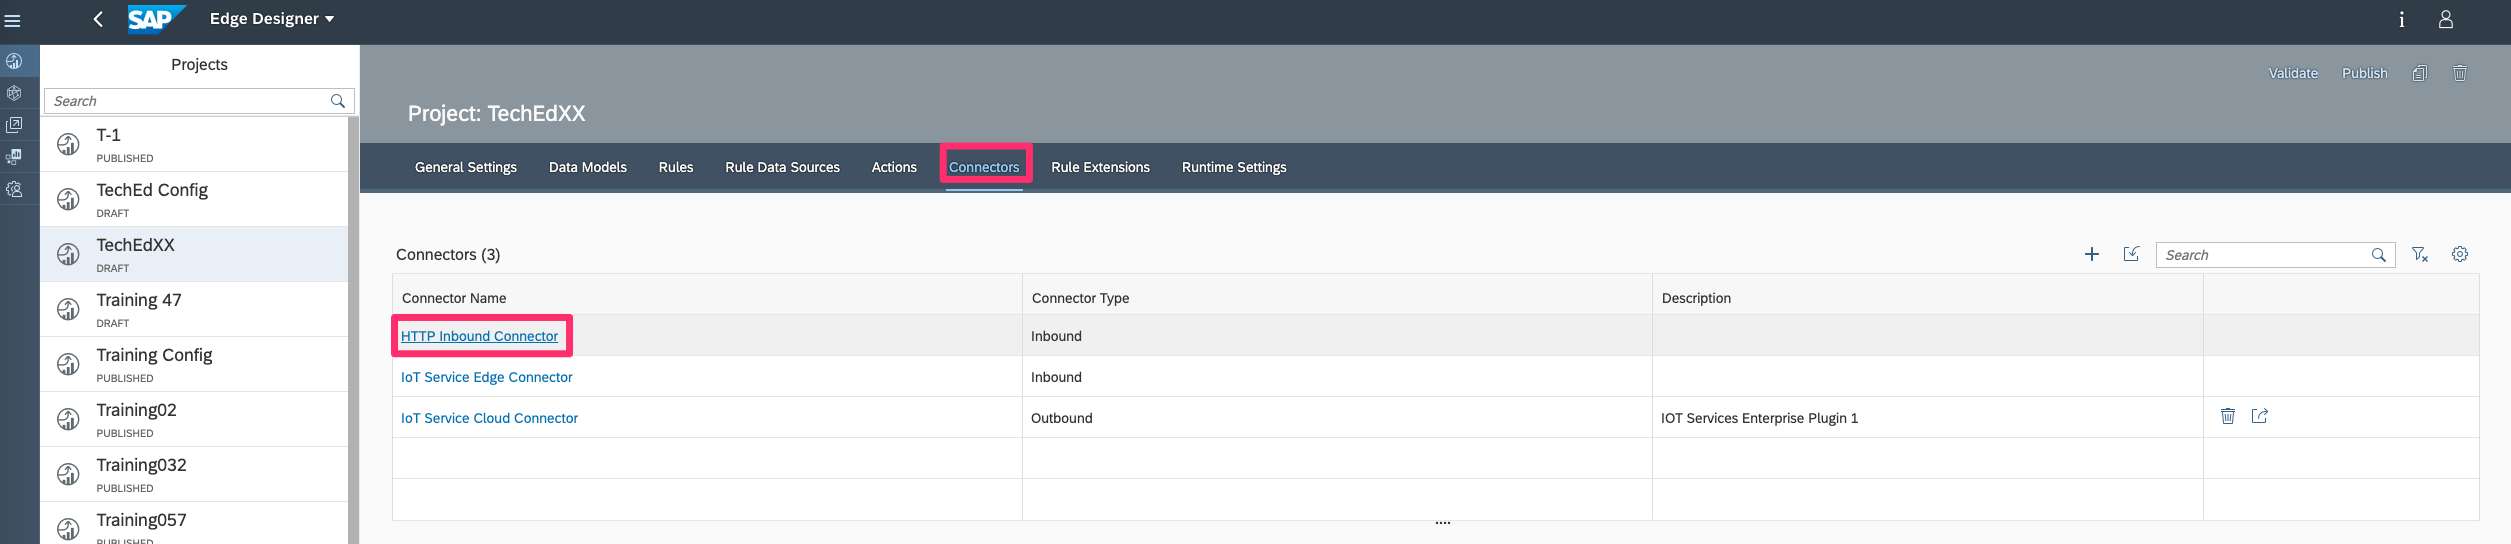 SAP Edge Designer
Projects
Search
T-1
PUBLISHED
TechEd Config
DRAFT
TechEdXX
DRAFT
Training 47
DRAFT
Training Config
PUBLISHED
Training02
PUBLISHED
Training032
PUBLISHED
Training057
PUBLISHED
Validate Publish
Project: TechEdXX
General Settings Data Models Rules Rule Data Sources Actions Connectors Rule Extensions Runtime Settings
Connectors (3)
Search
Connector Name Connector Type Description
HTTP Inbound Connector Inbound
IoT Service Edge Connector Inbound
IoT Service Cloud Connector Outbound IOT Services Enterprise Plugin 1
....